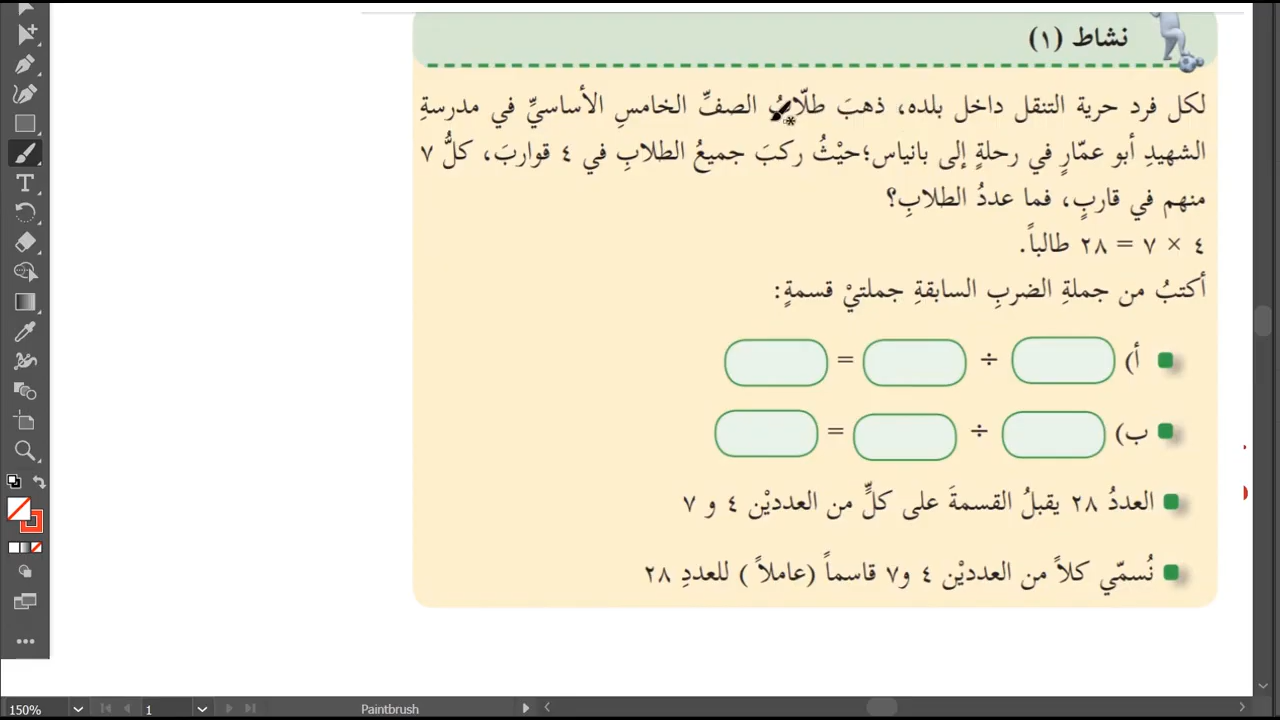 نشاط (١)
لكل فرد حرية التنقل داخل بلده، ذهبَ طلّابُ الصفِّ الخامسِ الأساسيِّ في مدرسةِ
الشهيدِ أبو عمّارٍ في رحلةٍ إلى بانياس؛حيْثُ ركبَ جميعُ الطلابِ في ٤ قواربَ، كلُّ ٧
منهم في قاربٍ، فما عددُ الطلابِ؟
٤ × ٧ = ٢٨ طالباً.
أكتبُ من جملةِ الضربِ السابقةِ جملتيْ قسمةٍ:
أ) ÷ =
ب) ÷ =
العددُ ٢٨ يقبلُ القسمةَ على كلٍّ من العدديْن ٤ و ٧
نُسمّي كلاً من العدديْن ٤ و٧ قاسماً (عاملاً ) للعددِ ٢٨
150% 1 Paintbrush